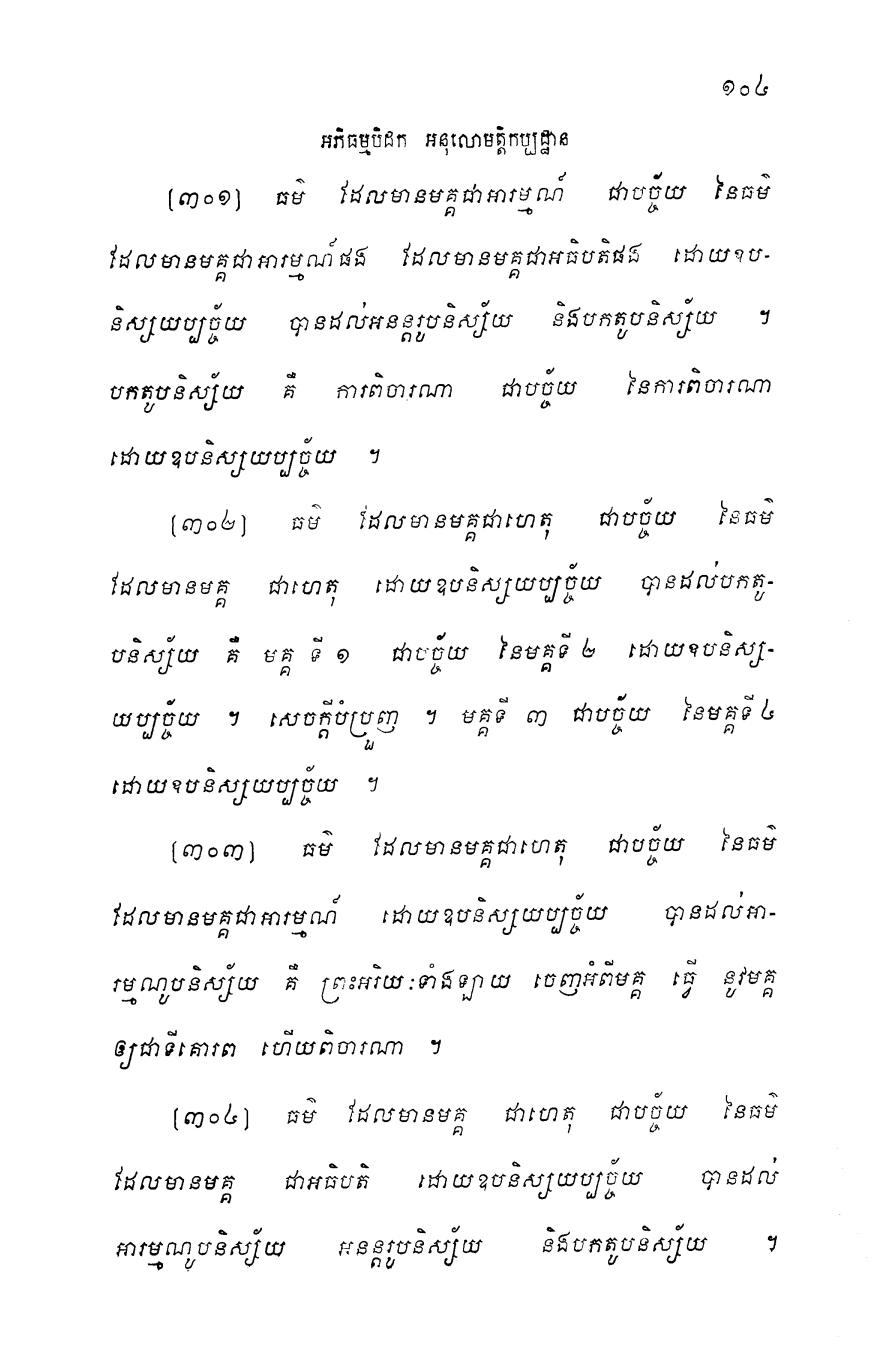 ១០៤
អភិធម្មបិដក អនុលោមត្តិកប្បដ្ឋាន
[៣០១] ធម៌ ដែលមានមគ្គជាអារម្មណ៍ ជាបច្ច័យ នៃធម៌
ដែលមានមគ្គជាអារម្មណ៍ផង ដែលមានមគ្គជាអធិបតិផង ដោយឧប-
និស្សយប្បច្ច័យ បានដល់អនន្តរូបនិស្ស័យ និងបកតូបនិស្ស័យ ។
បកតូបនិស្ស័យ គឺ ការពិចារណា ជាបច្ច័យ នៃការពិចារណា
ដោយឧបនិស្សយប្បច្ច័យ ។
[៣០២] ធម៌ ដែលមានមគ្គជាហេតុ ជាបច្ច័យ នៃធម៌
ដែលមានមគ្គ ជាហេតុ ដោយឧបនិស្សយប្បច្ច័យ បានដល់បកតូ-
បនិស្ស័យ គឺ មគ្គ ទី ១ ជាបច្ច័យ នៃមគ្គទី ២ ដោយឧបនិស្ស-
យប្បច្ច័យ ។ សេចក្តីបំប្រួញ ។ មគ្គទី ៣ ជាបច្ច័យ នៃមគ្គទី ៤
ដោយឧបនិស្សយប្បច្ច័យ ។
[៣០៣] ធម៌ ដែលមានមគ្គជាហេតុ ជាបច្ច័យ នៃធម៌
ដែលមានមគ្គជាអារម្មណ៍ ដោយឧបនិស្សយប្បច្ច័យ បានដល់អា-
រម្មណូបនិស្ស័យ គឺ ព្រះអរិយៈទាំងឡាយ ចេញអំពីមគ្គ ធ្វើ នូវមគ្គ
ឲ្យជាទីគោរព ហើយពិចារណា ។
[៣០៤] ធម៌ ដែលមានមគ្គ ជាហេតុ ជាបច្ច័យ នៃធម៌
ដែលមានមគ្គ ជាអធិបតិ ដោយឧបនិស្សយប្បច្ច័យ បានដល់
អារម្មណូបនិស្ស័យ អនន្តរូបនិស្ស័យ និងបកតូបនិស្ស័យ ។